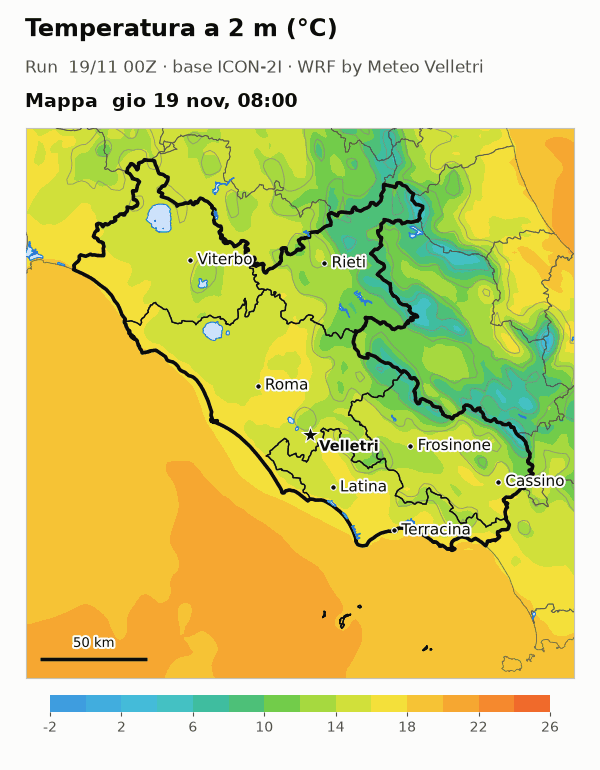 Temperatura a 2 m (°C)
Run  19/11 00Z · base ICON-2I · WRF by Meteo Velletri
Mappa  gio 19 nov, 08:00
Viterbo
Rieti
Roma
Velletri
Frosinone
Cassino
Latina
Terracina
50 km
-2 2 6 10 14 18 22 26